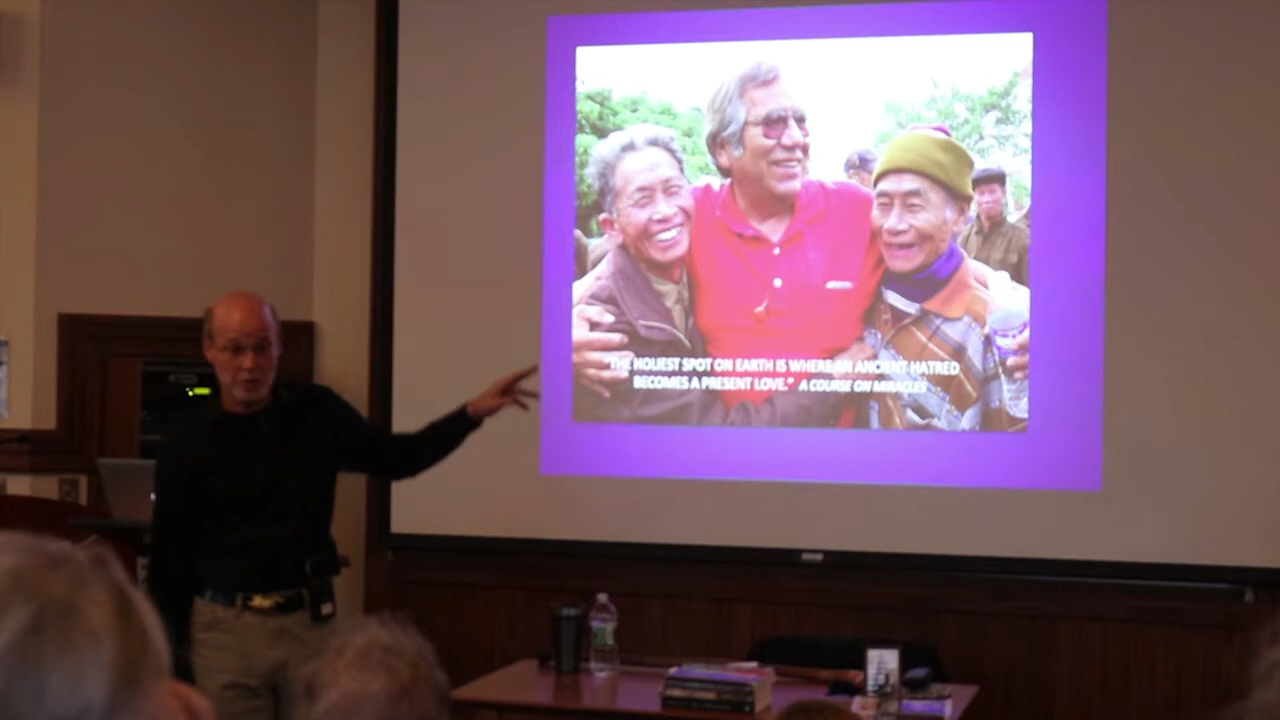 "THE HOLIEST SPOT ON EARTH IS WHERE AN ANCIENT HATRED
BECOMES A PRESENT LOVE." A COURSE ON MIRACLES